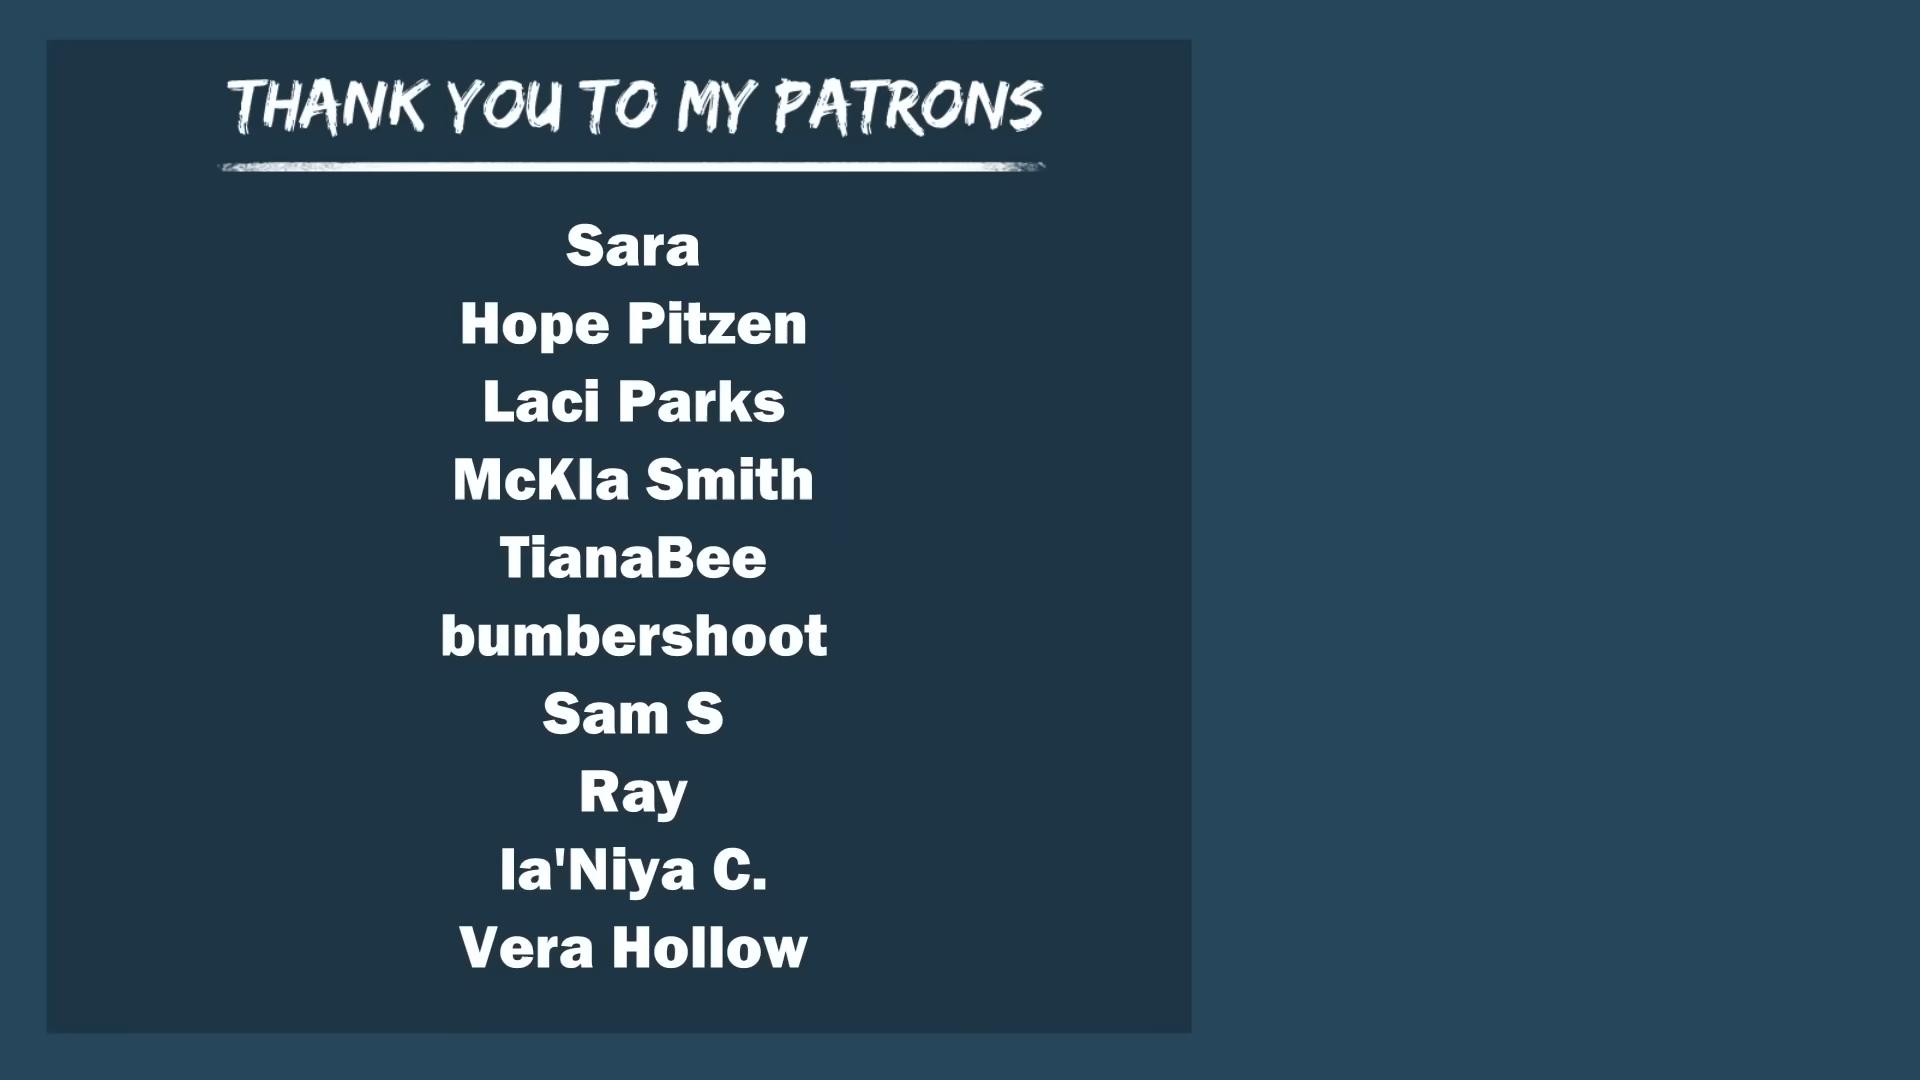 THANK YOU TO MY PATRONS
Sara
Hope Pitzen
Laci Parks
McKla Smith
TianaBee
bumbershoot
Sam S
Ray
la'Niya C.
Vera Hollow